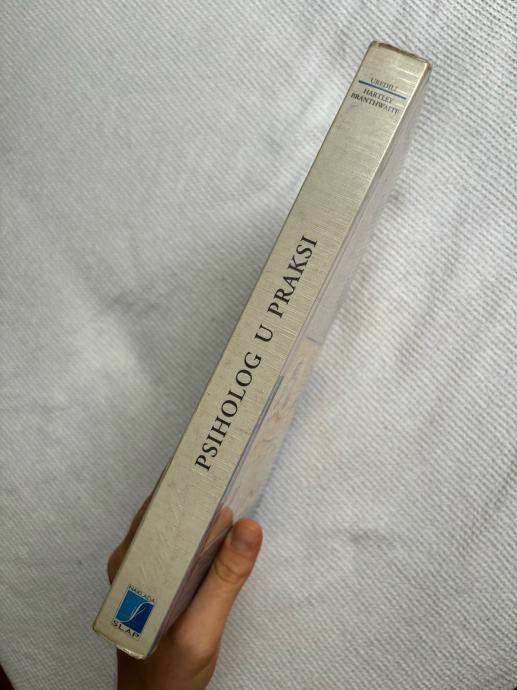 UREDILI
HARTLEY
BRANTHWAITE
PSIHOLOG U PRAKSI
NAKLADA
SLAP